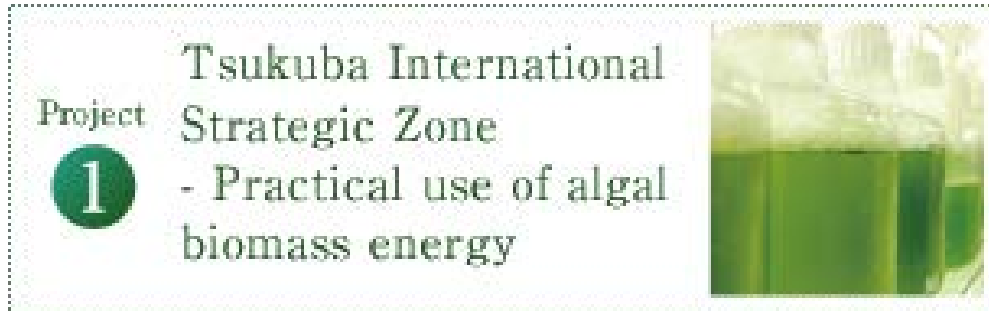 Project
1
Tsukuba International
Strategic Zone
- Practical use of algal
biomass energy